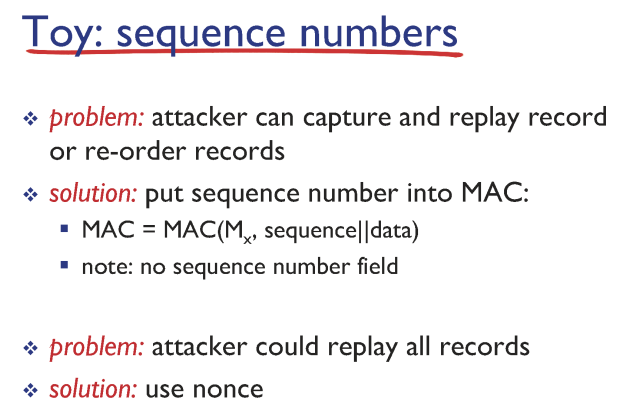 Toy: sequence numbers
problem: attacker can capture and replay record
or re-order records
solution: put sequence number into MAC:
MAC = MAC(Mx, sequence||data)
note: no sequence number field
problem: attacker could replay all records
solution: use nonce